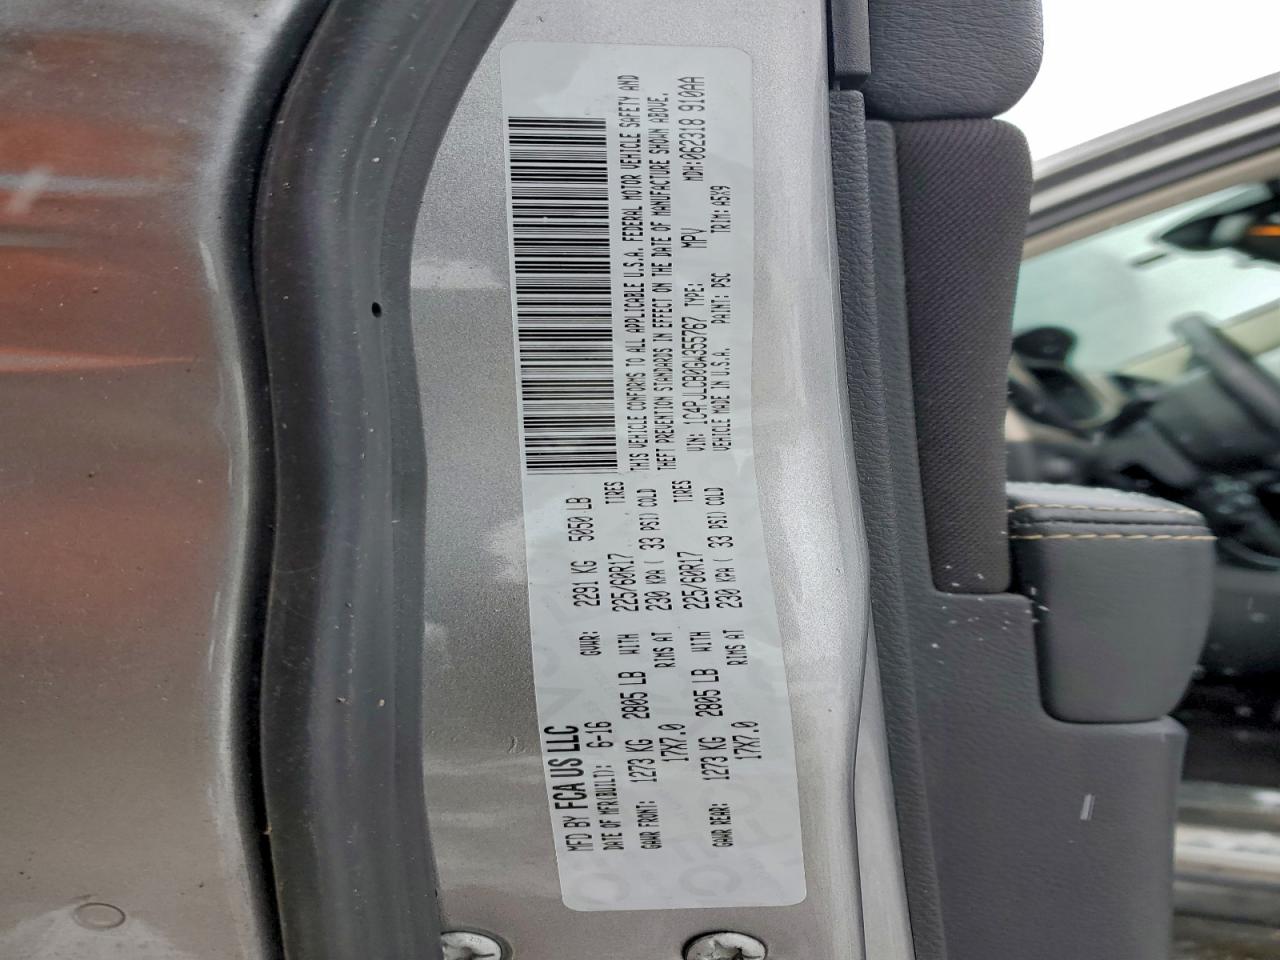 MFD BY FCA US LLC
DATE OF MFR(BUILT): 6-16 GVWR: 2291 KG 5050 LB
GAWR FRONT: 1273 KG 2805 LB WITH 225/60R17 TIRES
17X7.0 RIMS AT 230 KPA ( 33 PSI) COLD
GAWR REAR: 1273 KG 2805 LB WITH 225/60R17 TIRES
17X7.0 RIMS AT 230 KPA ( 33 PSI) COLD
THIS VEHICLE CONFORMS TO ALL APPLICABLE U.S.A. FEDERAL MOTOR VEHICLE SAFETY AND
THEFT PREVENTION STANDARDS IN EFFECT ON THE DATE OF MANUFACTURE SHOWN ABOVE.
VIN: 1C4PJLCB0GW355767 TYPE: MPV MDH:062318 910AA
VEHICLE MADE IN U.S.A. PAINT: PSC TRIM: A5X9